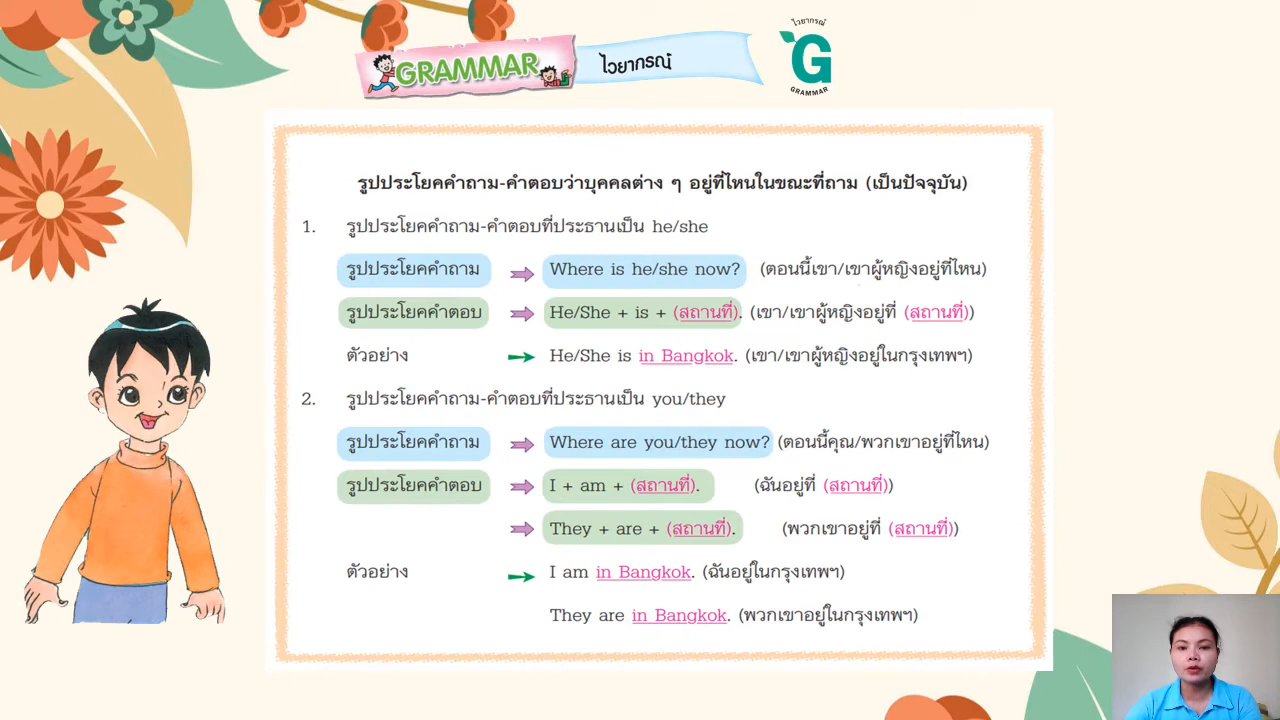 GRAMMAR ไวยากรณ์
ไวยากรณ์
G
GRAMMAR
รูปประโยคคำถาม-คำตอบว่าบุคคลต่าง ๆ อยู่ที่ไหนในขณะที่ถาม (เป็นปัจจุบัน)
1. รูปประโยคคำถาม-คำตอบที่ประธานเป็น he/she
รูปประโยคคำถาม Where is he/she now? (ตอนนี้เขา/เขาผู้หญิงอยู่ที่ไหน)
รูปประโยคคำตอบ He/She + is + (สถานที่). (เขา/เขาผู้หญิงอยู่ที่ (สถานที่))
ตัวอย่าง He/She is in Bangkok. (เขา/เขาผู้หญิงอยู่ในกรุงเทพฯ)
2. รูปประโยคคำถาม-คำตอบที่ประธานเป็น you/they
รูปประโยคคำถาม Where are you/they now? (ตอนนี้คุณ/พวกเขาอยู่ที่ไหน)
รูปประโยคคำตอบ I + am + (สถานที่). (ฉันอยู่ที่ (สถานที่))
They + are + (สถานที่). (พวกเขาอยู่ที่ (สถานที่))
ตัวอย่าง I am in Bangkok. (ฉันอยู่ในกรุงเทพฯ)
They are in Bangkok. (พวกเขาอยู่ในกรุงเทพฯ)